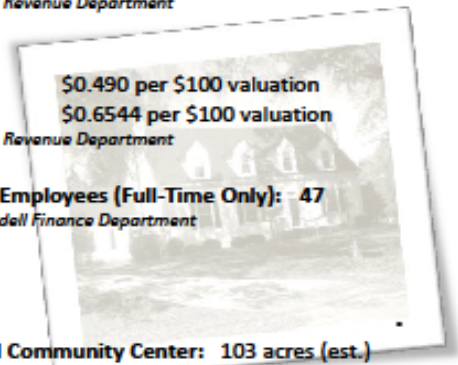 Revenue Department
$0.490 per $100 valuation
$0.6544 per $100 valuation
Revenue Department
Employees (Full-Time Only): 47
dell Finance Department
Community Center: 103 acres (est.)